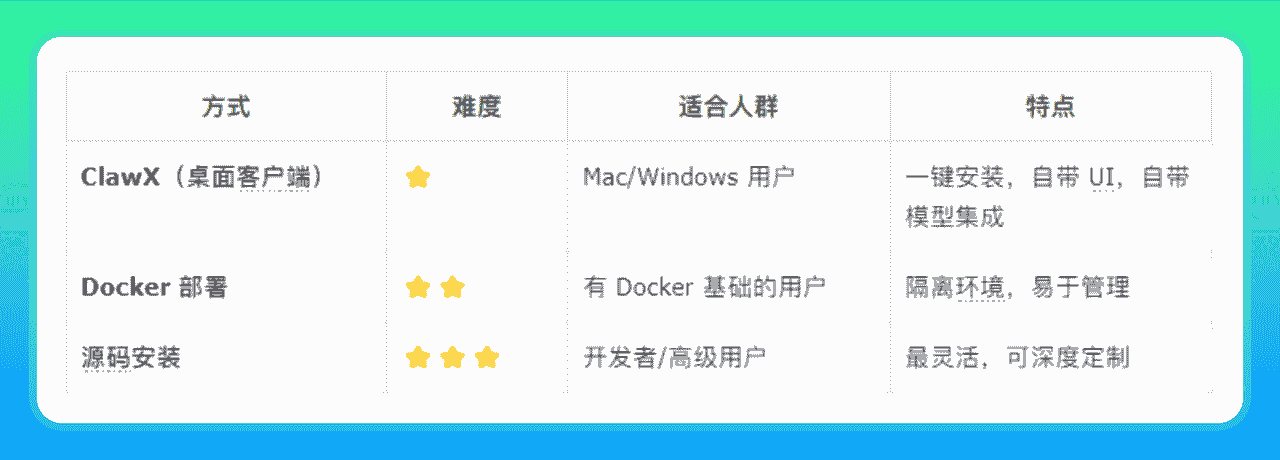 方式 难度 适合人群 特点
ClawX（桌面客户端） ⭐ Mac/Windows 用户 一键安装，自带 UI，自带
模型集成
Docker 部署 ⭐⭐ 有 Docker 基础的用户 隔离环境，易于管理
源码安装 ⭐⭐⭐ 开发者/高级用户 最灵活，可深度定制